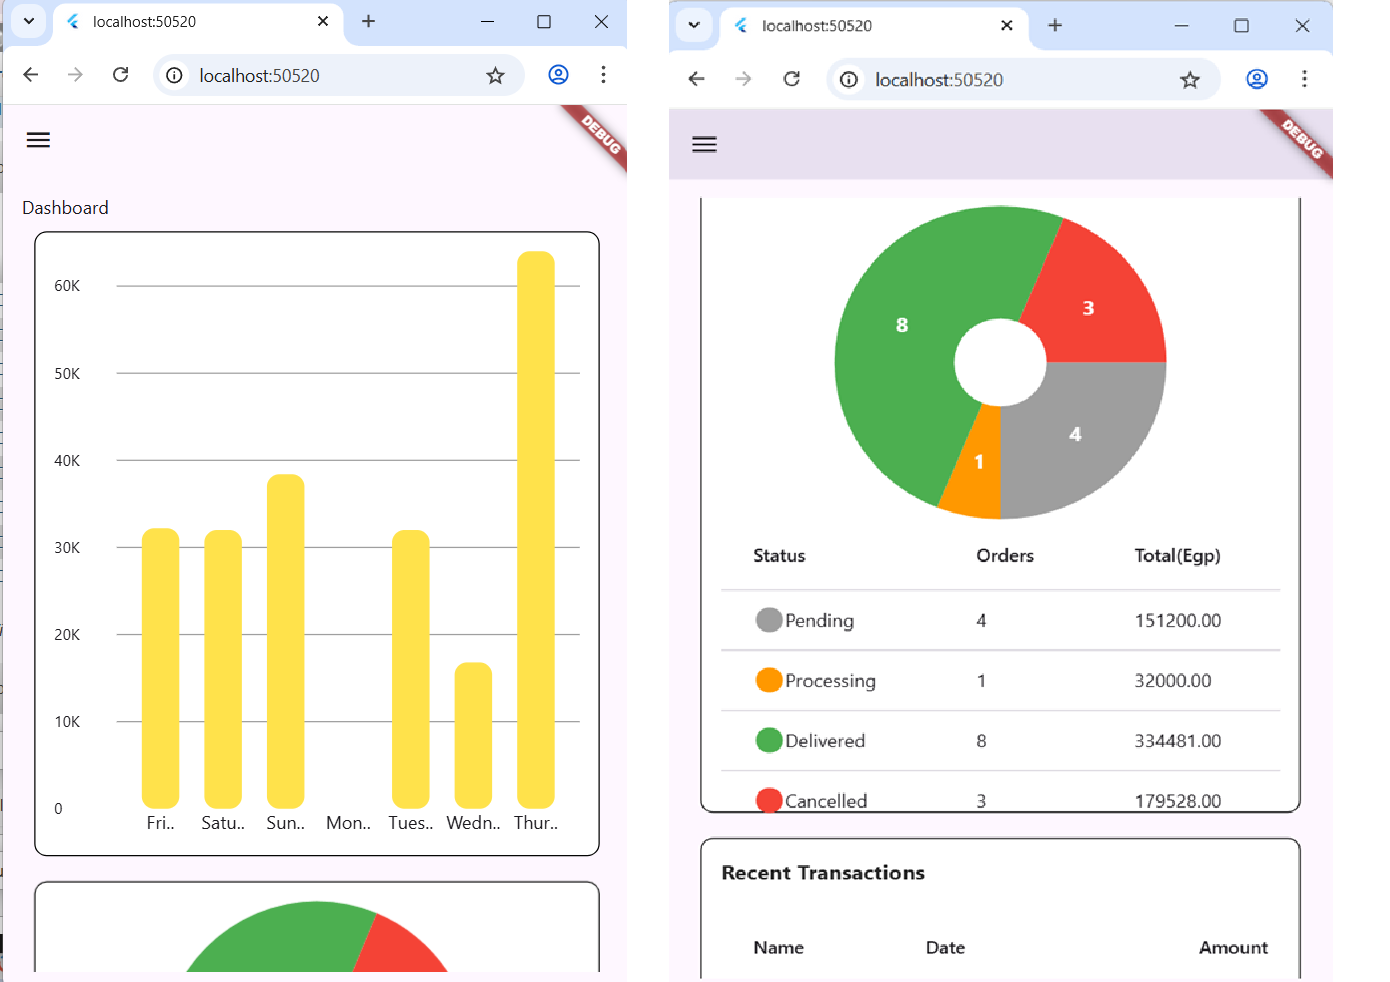 localhost:50520
localhost:50520
DEBUG
Dashboard
60K
50K
40K
30K
20K
10K
0
Fri.. Satu.. Sun.. Mon.. Tues.. Wedn.. Thur..
localhost:50520
localhost:50520
DEBUG
8
3
4
1
Status Orders Total(Egp)
Pending 4 151200.00
Processing 1 32000.00
Delivered 8 334481.00
Cancelled 3 179528.00
Recent Transactions
Name Date Amount